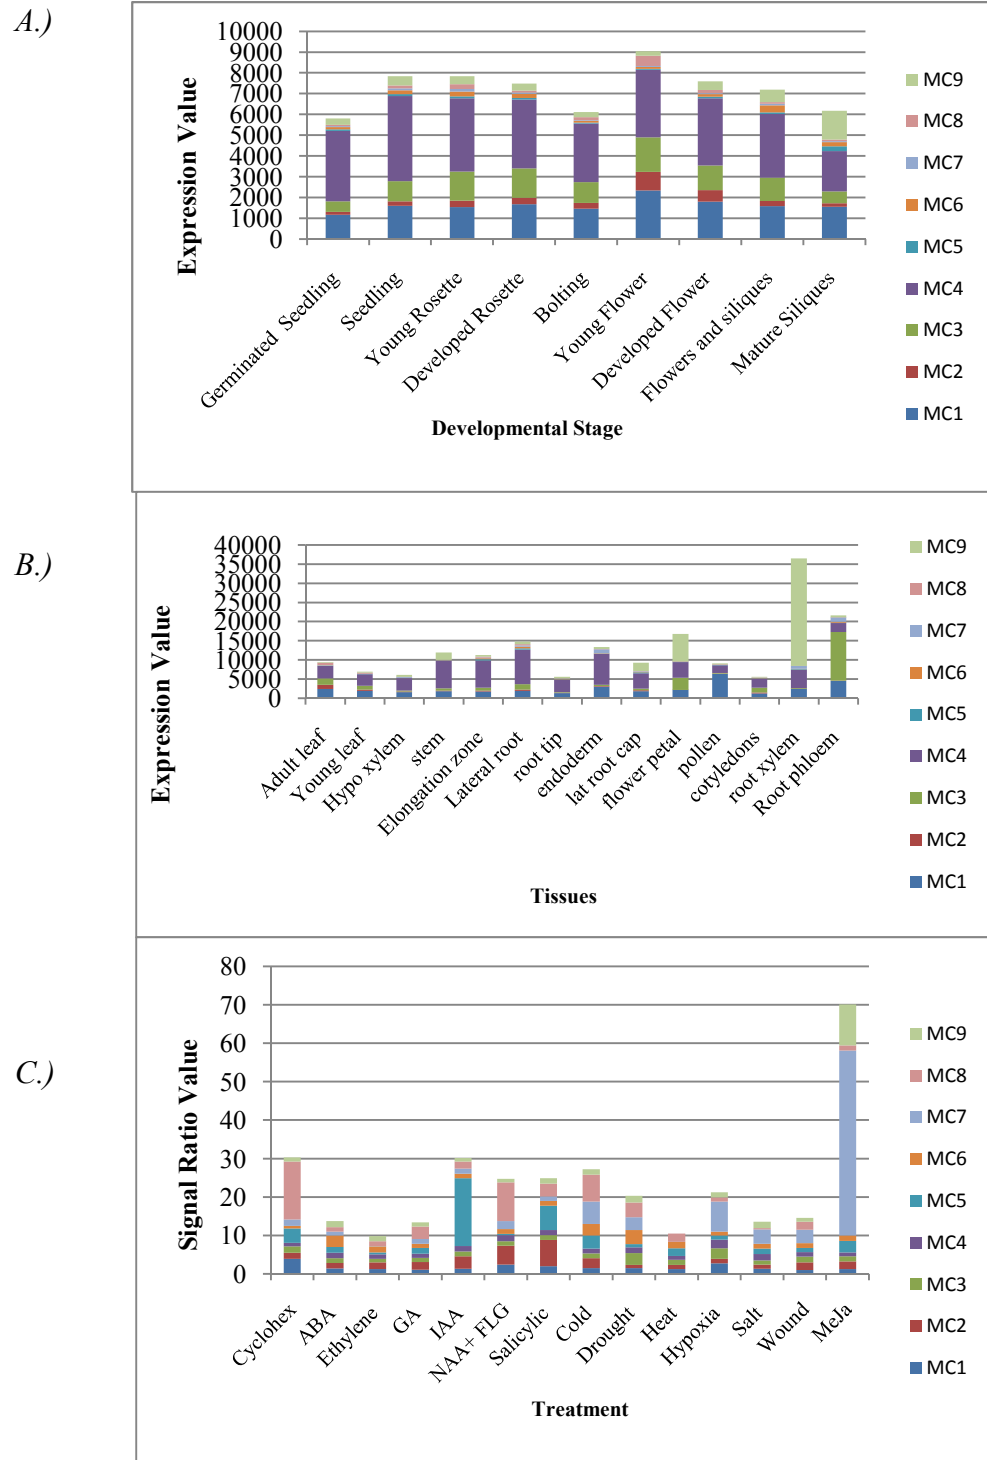 A.)
Expression Value
10000
9000
8000
7000
6000
5000
4000
3000
2000
1000
0
Germinated Seedling
Seedling
Young Rosette
Developed Rosette
Bolting
Young Flower
Developed Flower
Flowers and siliques
Mature Siliques
Developmental Stage
MC9
MC8
MC7
MC6
MC5
MC4
MC3
MC2
MC1
B.)
Expression Value
40000
35000
30000
25000
20000
15000
10000
5000
0
Adult leaf
Young leaf
Hypo xylem
stem
Elongation zone
Lateral root
root tip
endoderm
lat root cap
flower petal
pollen
cotyledons
root xylem
Root phloem
Tissues
MC9
MC8
MC7
MC6
MC5
MC4
MC3
MC2
MC1
C.)
Signal Ratio Value
80
70
60
50
40
30
20
10
0
Cyclohex
ABA
Ethylene
GA
IAA
NAA+ FLG
Salicylic
Cold
Drought
Heat
Hypoxia
Salt
Wound
MeJa
Treatment
MC9
MC8
MC7
MC6
MC5
MC4
MC3
MC2
MC1